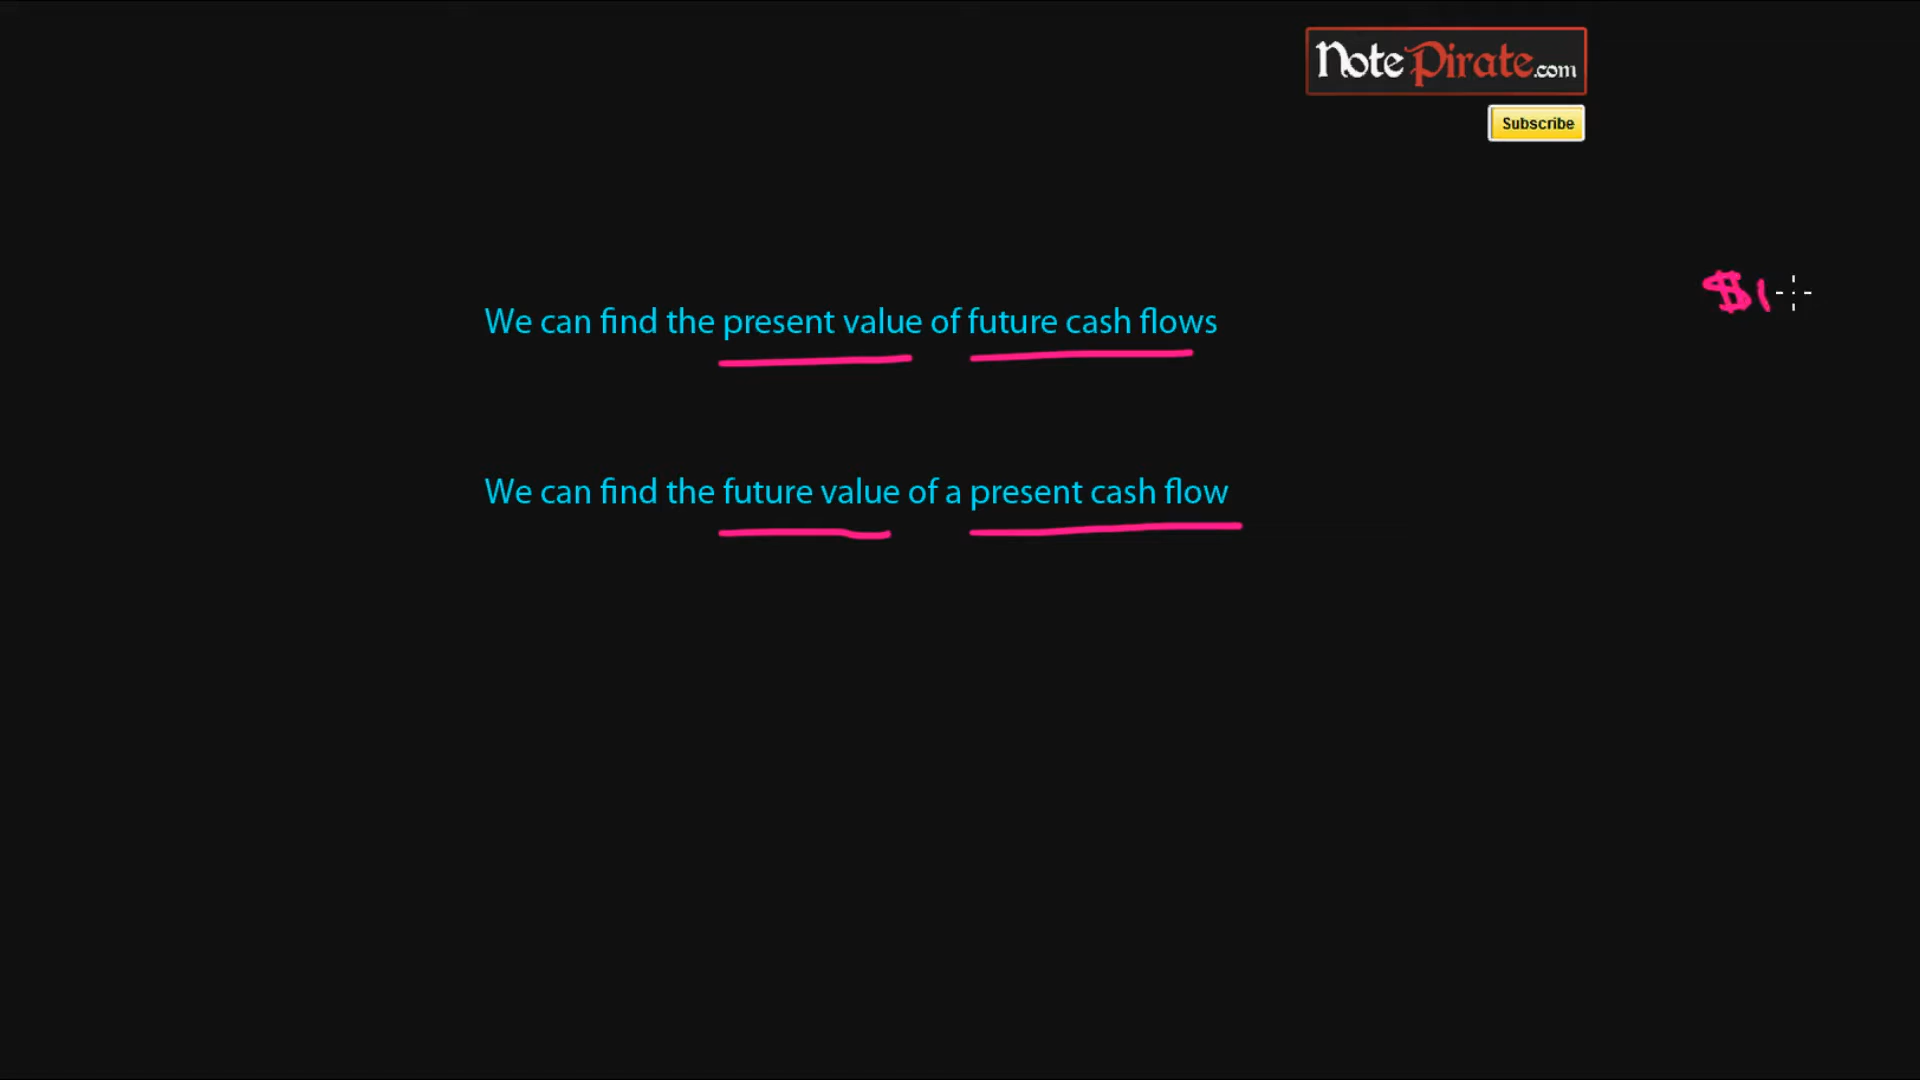 NotePirate.com
Subscribe
$1
We can find the present value of future cash flows
We can find the future value of a present cash flow